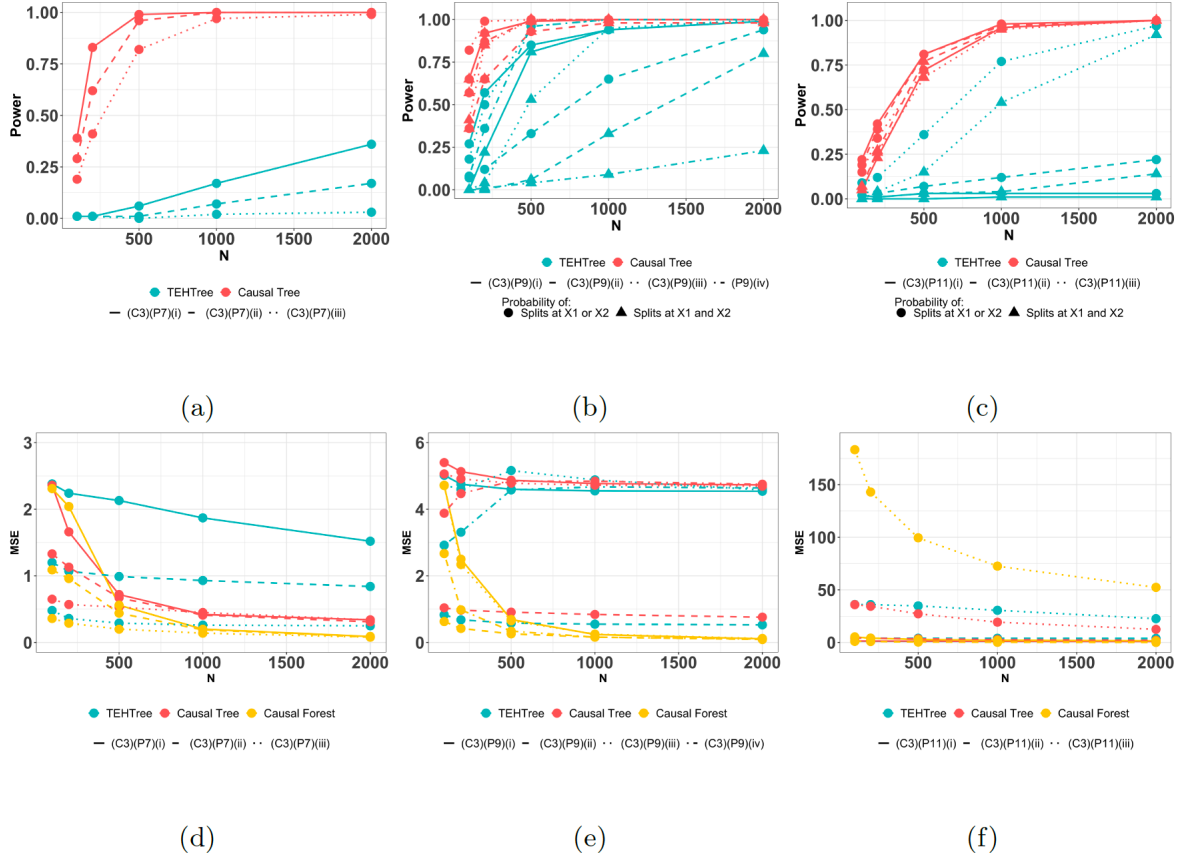 1.00
0.75
0.50
0.25
0.00
Power
500 1000 1500 2000
N
TEHTree Causal Tree
(C3)(P7)(i) (C3)(P7)(ii) (C3)(P7)(iii)
(a)
1.00
0.75
0.50
0.25
0.00
Power
500 1000 1500 2000
N
TEHTree Causal Tree
(C3)(P9)(i) (C3)(P9)(ii) (C3)(P9)(iii) (P9)(iv)
Probability of:
Splits at X1 or X2 Splits at X1 and X2
(b)
1.00
0.75
0.50
0.25
0.00
Power
500 1000 1500 2000
N
TEHTree Causal Tree
(C3)(P11)(i) (C3)(P11)(ii) (C3)(P11)(iii)
Probability of:
Splits at X1 or X2 Splits at X1 and X2
(c)
3
2
1
0
MSE
500 1000 1500 2000
N
TEHTree Causal Tree Causal Forest
(C3)(P7)(i) (C3)(P7)(ii) (C3)(P7)(iii)
(d)
6
4
2
0
MSE
500 1000 1500 2000
N
TEHTree Causal Tree Causal Forest
(C3)(P9)(i) (C3)(P9)(ii) (C3)(P9)(iii) (C3)(P9)(iv)
(e)
150
100
50
0
MSE
500 1000 1500 2000
N
TEHTree Causal Tree Causal Forest
(C3)(P11)(i) (C3)(P11)(ii) (C3)(P11)(iii)
(f)